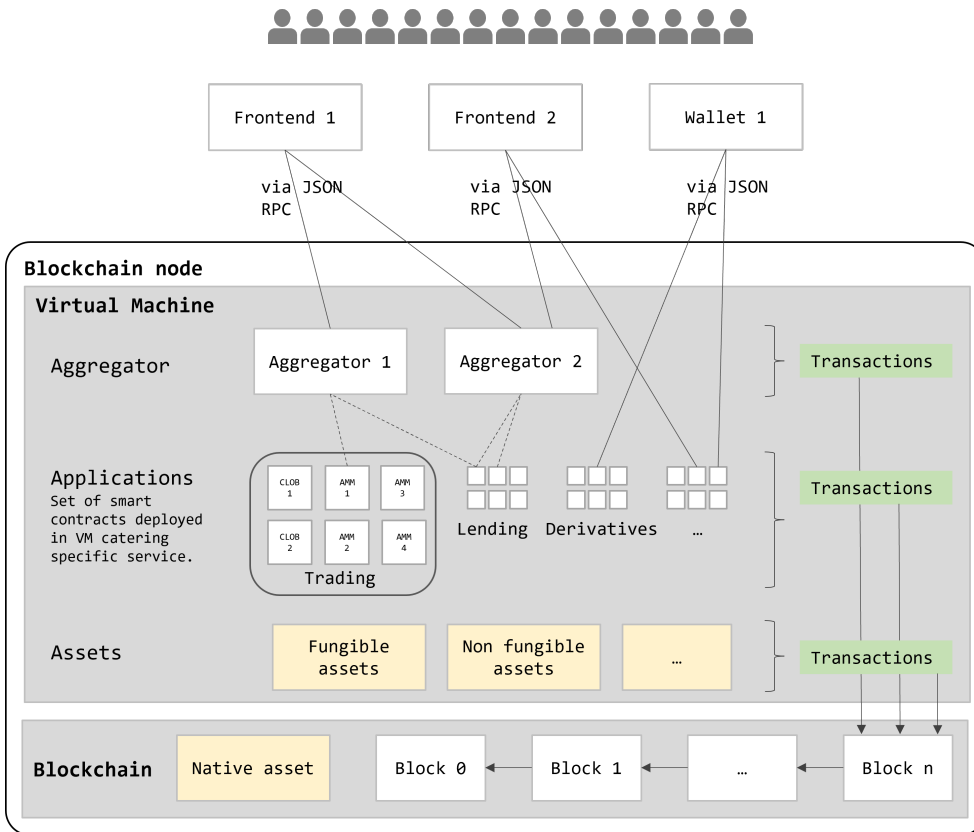 Frontend 1
Frontend 2
Wallet 1
via JSON
RPC
via JSON
RPC
via JSON
RPC
Blockchain node
Virtual Machine
Aggregator
Aggregator 1
Aggregator 2
Transactions
Applications
Set of smart
contracts deployed
in VM catering
specific service.
CLOB
1
AMM
1
AMM
3
CLOB
2
AMM
2
AMM
4
Trading
Lending
Derivatives
…
Transactions
Assets
Fungible
assets
Non fungible
assets
…
Transactions
Blockchain
Native asset
Block 0
Block 1
…
Block n